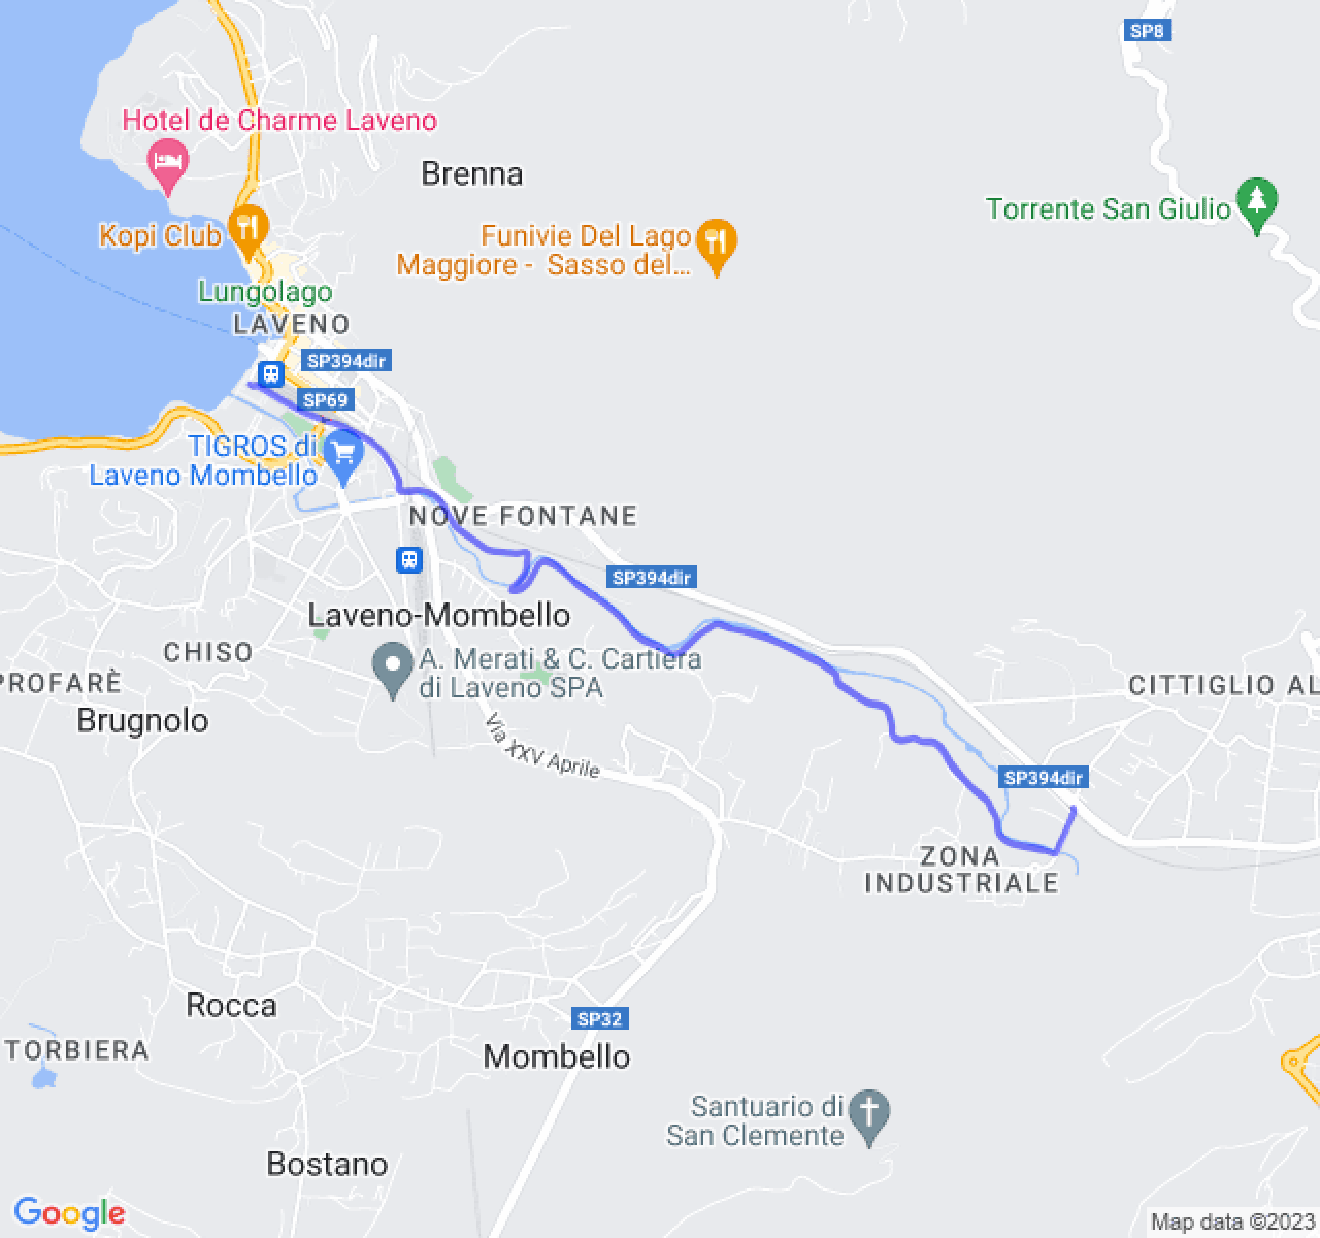 SP8
Hotel de Charme Laveno
Brenna
Torrente San Giulio
Kopi Club
Funivie Del Lago
Maggiore - Sasso del...
Lungolago
LAVENO
SP394dir
SP69
TIGROS di
Laveno Mombello
NOVE FONTANE
SP394dir
Laveno-Mombello
CHISO
A. Merati & C. Cartiera
di Laveno SPA
PROFARÈ
CITTIGLIO AL
Brugnolo
Via XXV Aprile
SP394dir
ZONA
INDUSTRIALE
Rocca
SP32
TORBIERA
Mombello
Santuario di
San Clemente
Bostano
Google
Map data ©2023